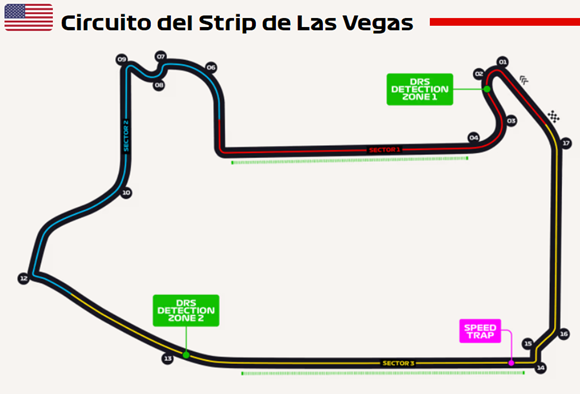 Circuito del Strip de Las Vegas
09
07
06
08
01
02
DRS
DETECTION
ZONE 1
03
04
17
SECTOR 2
SECTOR 1
10
12
DRS
DETECTION
ZONE 2
SPEED
TRAP
16
15
13
SECTOR 3
14